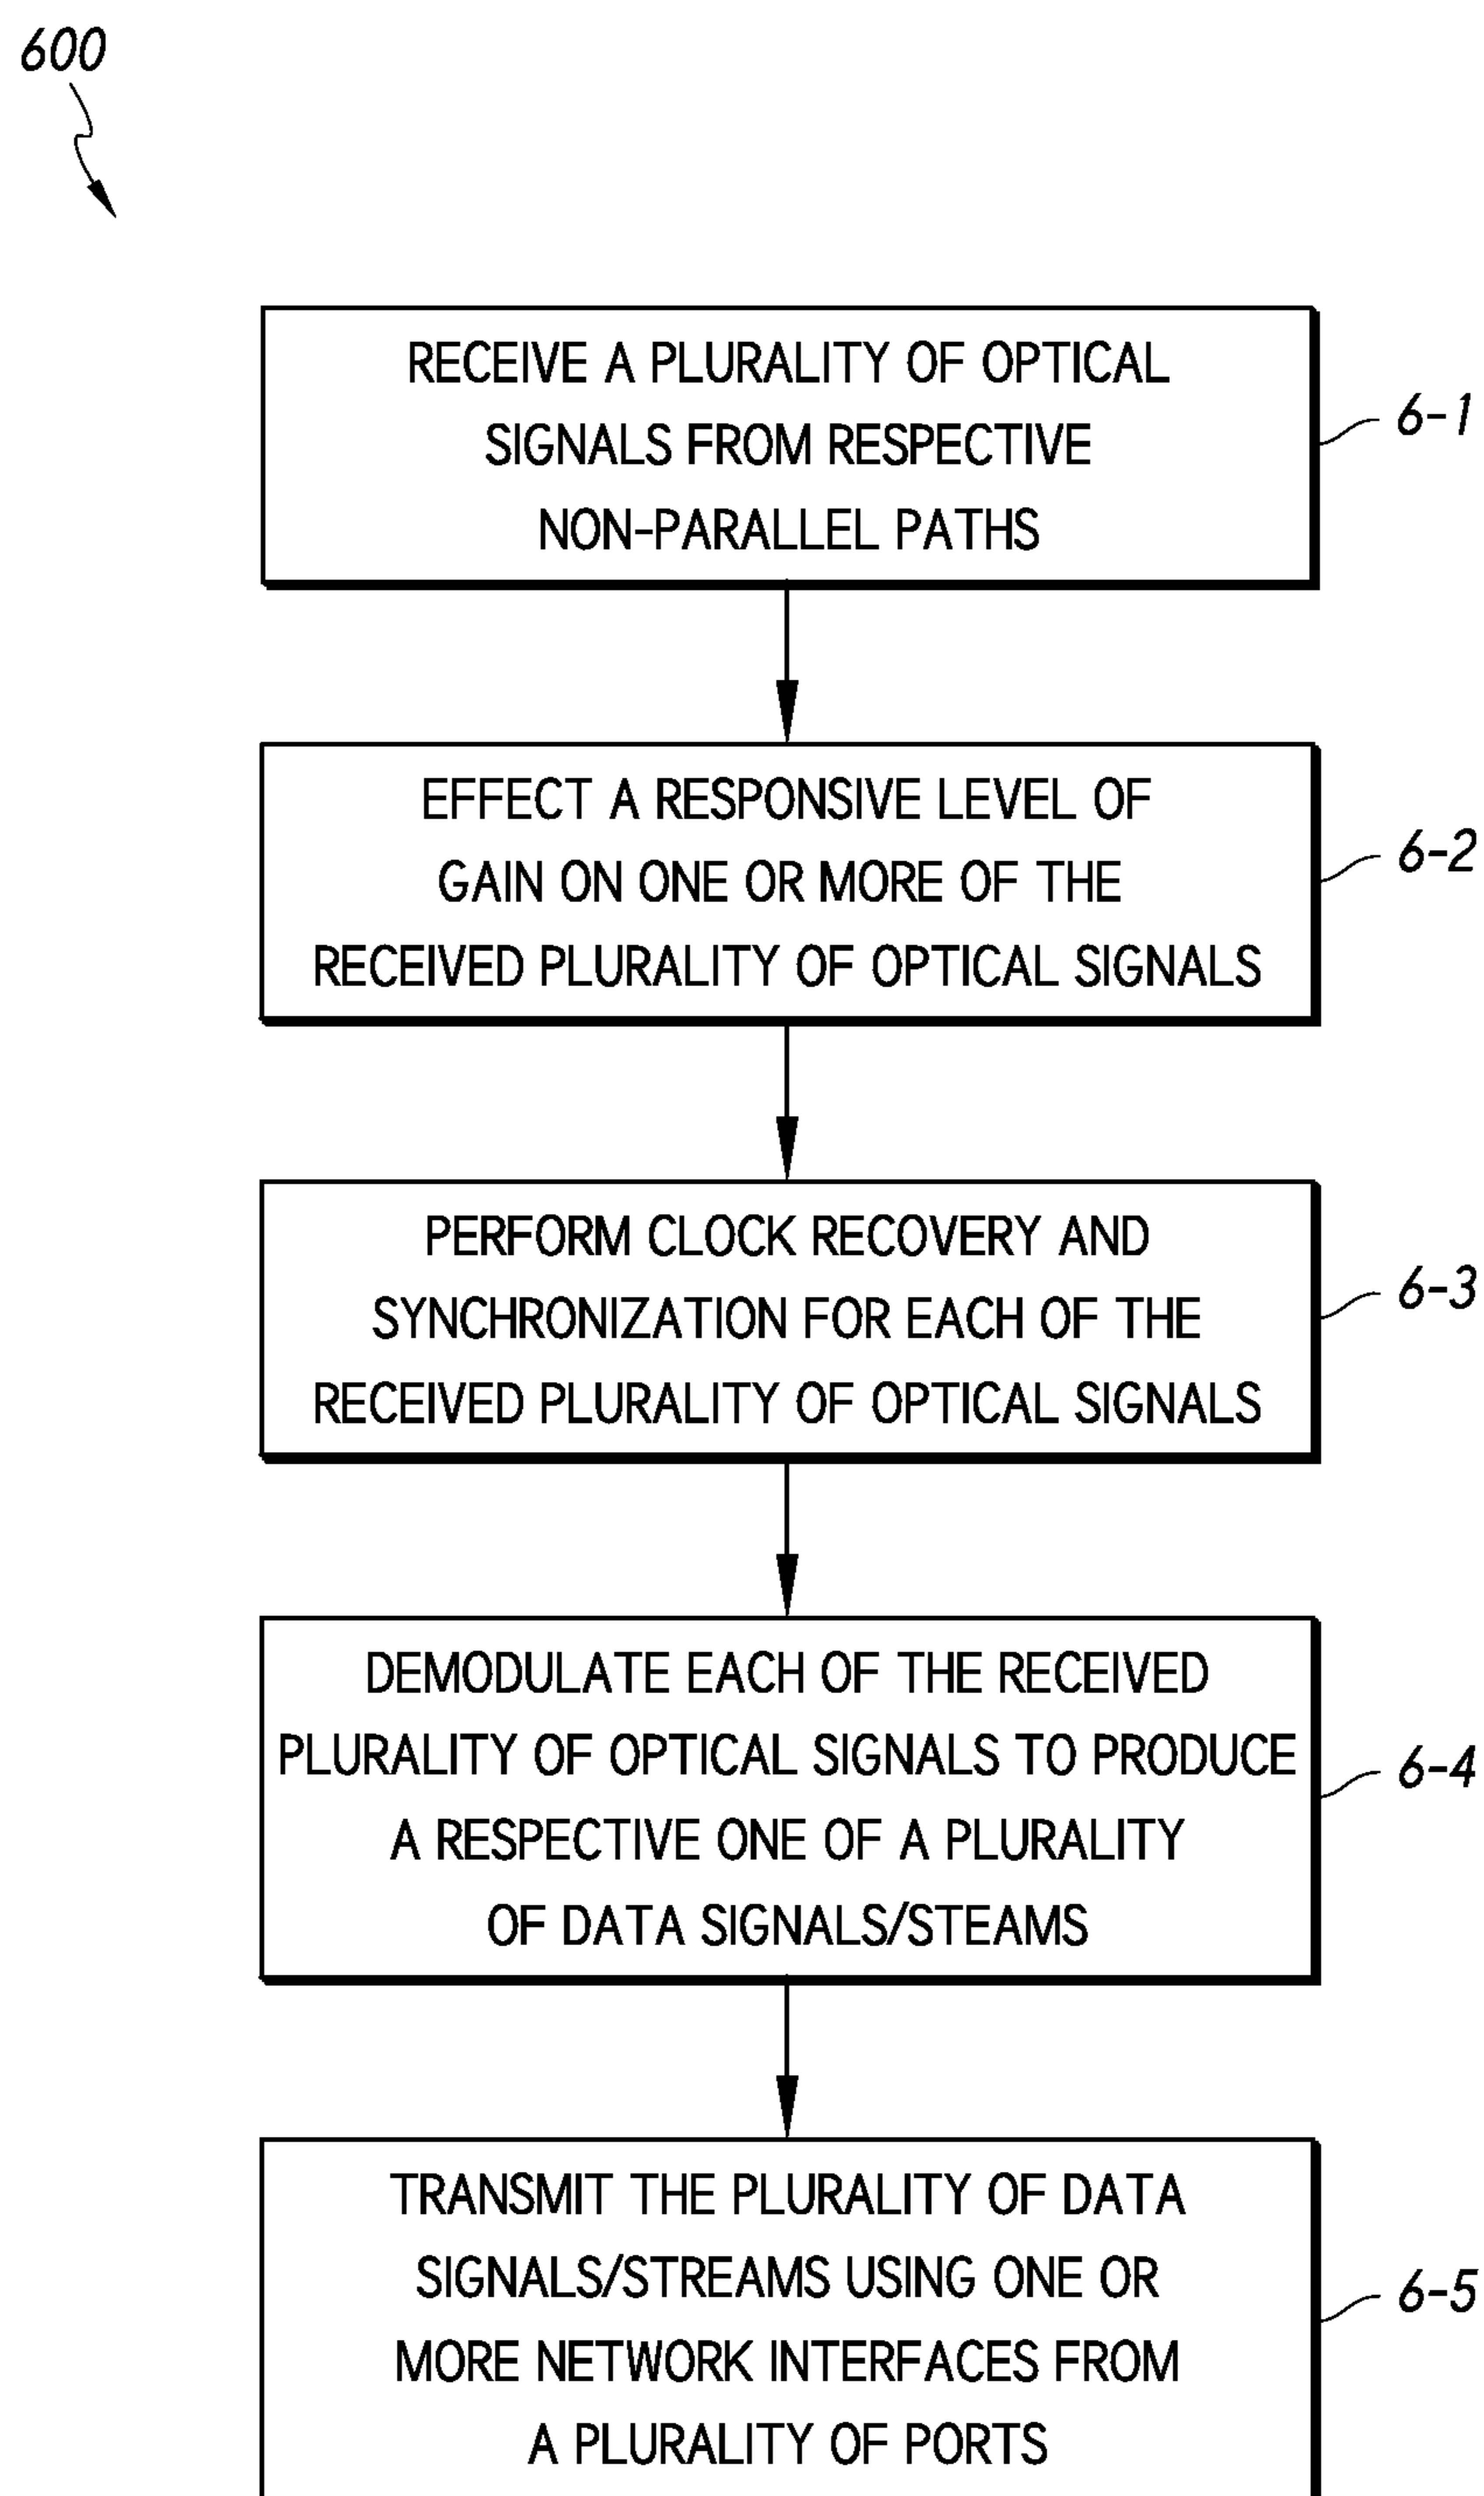 600
RECEIVE A PLURALITY OF OPTICAL
SIGNALS FROM RESPECTIVE
NON-PARALLEL PATHS
6-1
EFFECT A RESPONSIVE LEVEL OF
GAIN ON ONE OR MORE OF THE
RECEIVED PLURALITY OF OPTICAL SIGNALS
6-2
PERFORM CLOCK RECOVERY AND
SYNCHRONIZATION FOR EACH OF THE
RECEIVED PLURALITY OF OPTICAL SIGNALS
6-3
DEMODULATE EACH OF THE RECEIVED
PLURALITY OF OPTICAL SIGNALS TO PRODUCE
A RESPECTIVE ONE OF A PLURALITY
OF DATA SIGNALS/STEAMS
6-4
TRANSMIT THE PLURALITY OF DATA
SIGNALS/STREAMS USING ONE OR
MORE NETWORK INTERFACES FROM
A PLURALITY OF PORTS
6-5